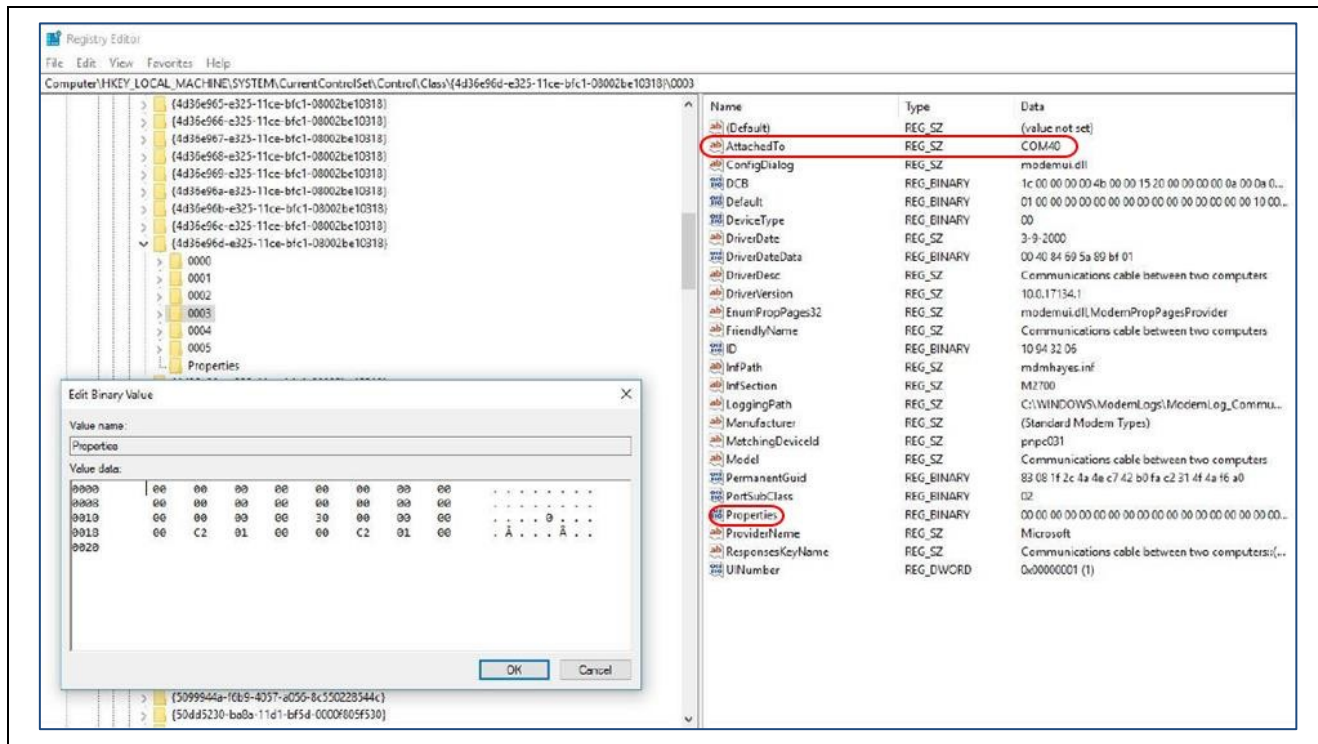 Registry Editor
File Edit View Favorites Help
Computer\HKEY_LOCAL_MACHINE\SYSTEM\CurrentControlSet\Control\Class\{4d36e96d-e325-11ce-bfc1-08002be10318}\0003
{4d36e965-e325-11ce-bfc1-08002be10318}
{4d36e966-e325-11ce-bfc1-08002be10318}
{4d36e967-e325-11ce-bfc1-08002be10318}
{4d36e968-e325-11ce-bfc1-08002be10318}
{4d36e969-e325-11ce-bfc1-08002be10318}
{4d36e96a-e325-11ce-bfc1-08002be10318}
{4d36e96b-e325-11ce-bfc1-08002be10318}
{4d36e96c-e325-11ce-bfc1-08002be10318}
{4d36e96d-e325-11ce-bfc1-08002be10318}
0000
0001
0002
0003
0004
0005
Properties
Edit Binary Value
Value name:
Properties
Value data:
0000 00 00 00 00 00 00 00 00 . . . . . . . .
0008 00 00 00 00 00 00 00 00 . . . . . . . .
0010 00 00 00 00 30 00 00 00 . . . . 0 . . .
0018 00 C2 01 00 00 C2 01 00 . Â . . . Â . .
0020
OK Cancel
{5099944a-f6b9-4057-a056-8c550228544c}
{50dd5230-ba8a-11d1-bf5d-0000f805f530}
Name Type Data
(Default) REG_SZ (value not set)
AttachedTo REG_SZ COM40
ConfigDialog REG_SZ modemui.dll
DCB REG_BINARY 1c 00 00 00 00 4b 00 00 15 20 00 00 00 00 0a 00 0a 0...
Default REG_BINARY 01 00 00 00 00 00 00 00 00 00 00 00 00 00 00 10 00...
DeviceType REG_BINARY 00
DriverDate REG_SZ 3-9-2000
DriverDateData REG_BINARY 00 40 84 69 5a 89 bf 01
DriverDesc REG_SZ Communications cable between two computers
DriverVersion REG_SZ 10.0.17134.1
EnumPropPages32 REG_SZ modemui.dll,ModemPropPagesProvider
FriendlyName REG_SZ Communications cable between two computers
ID REG_BINARY 10 94 32 06
InfPath REG_SZ mdmhayes.inf
InfSection REG_SZ M2700
LoggingPath REG_SZ C:\WINDOWS\ModemLogs\ModemLog_Commu...
Manufacturer REG_SZ (Standard Modem Types)
MatchingDeviceId REG_SZ pnpc031
Model REG_SZ Communications cable between two computers
PermanentGuid REG_BINARY 83 08 1f 2c 4a 4e c7 42 b0 fa c2 31 4f 4a f6 a0
PortSubClass REG_BINARY 02
Properties REG_BINARY 00 00 00 00 00 00 00 00 00 00 00 00 00 00 00 00 00...
ProviderName REG_SZ Microsoft
ResponsesKeyName REG_SZ Communications cable between two computers::(...
UINumber REG_DWORD 0x00000001 (1)